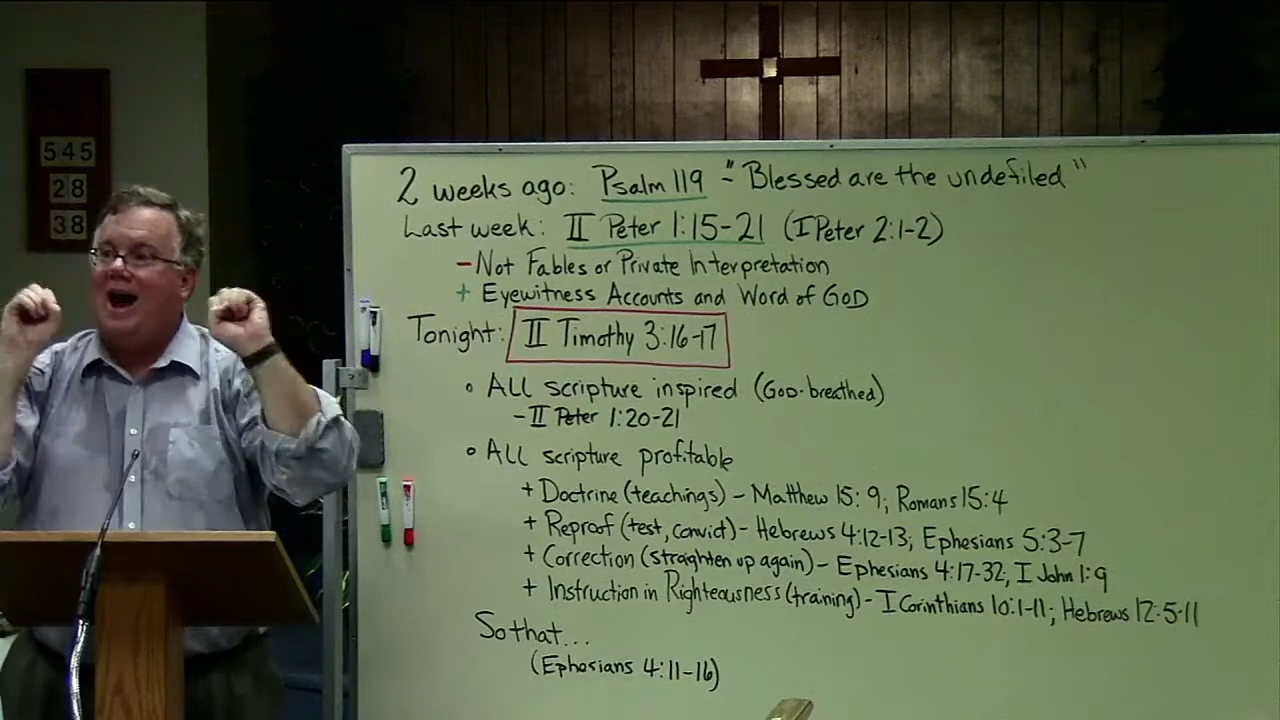 545
28
38
2 weeks ago: Psalm 119 - "Blessed are the undefiled"
Last week: II Peter 1:15-21 (I Peter 2:1-2)
- Not Fables or Private Interpretation
+ Eyewitness Accounts and Word of GOD
Tonight: II Timothy 3:16-17
• ALL scripture inspired (GOD-breathed)
- II Peter 1:20-21
• ALL scripture profitable
+ Doctrine (teachings) - Matthew 15:9; Romans 15:4
+ Reproof (test, convict) - Hebrews 4:12-13; Ephesians 5:3-7
+ Correction (straighten up again) - Ephesians 4:17-32, I John 1:9
+ Instruction in Righteousness (training) - I Corinthians 10:1-11; Hebrews 12:5-11
So that...
(Ephesians 4:11-16)